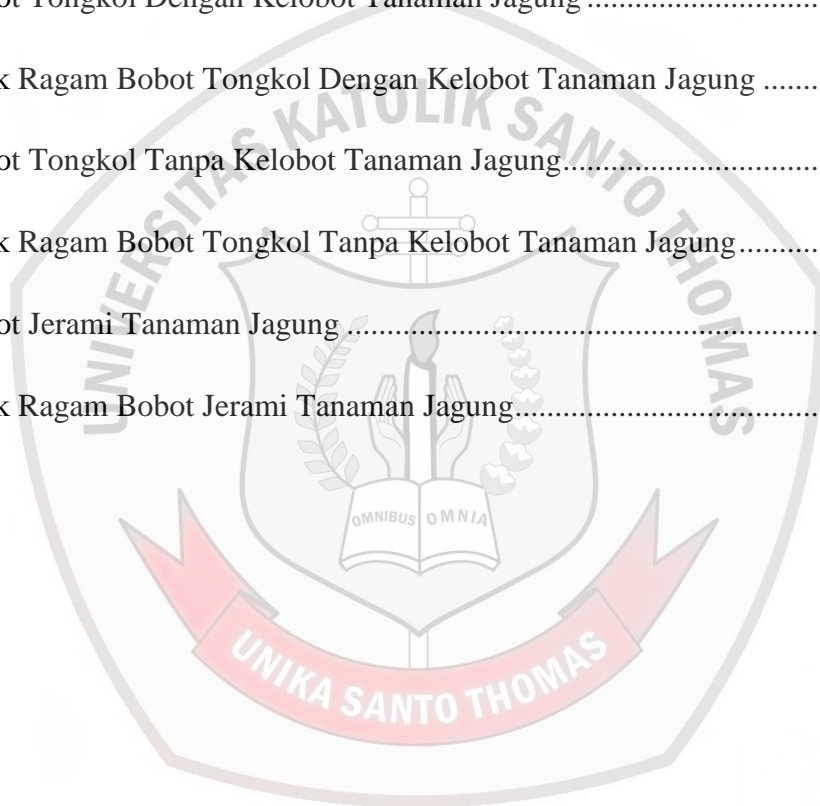 ot Tongkol Dengan Kelobot Tanaman Jagung ............................
k Ragam Bobot Tongkol Dengan Kelobot Tanaman Jagung .......
ot Tongkol Tanpa Kelobot Tanaman Jagung...............................
k Ragam Bobot Tongkol Tanpa Kelobot Tanaman Jagung..........
ot Jerami Tanaman Jagung .........................................................
k Ragam Bobot Jerami Tanaman Jagung.....................................
UNIVERSITAS KATOLIK SANTO THOMAS
OMNIBUS OMNIA
UNIKA SANTO THOMAS